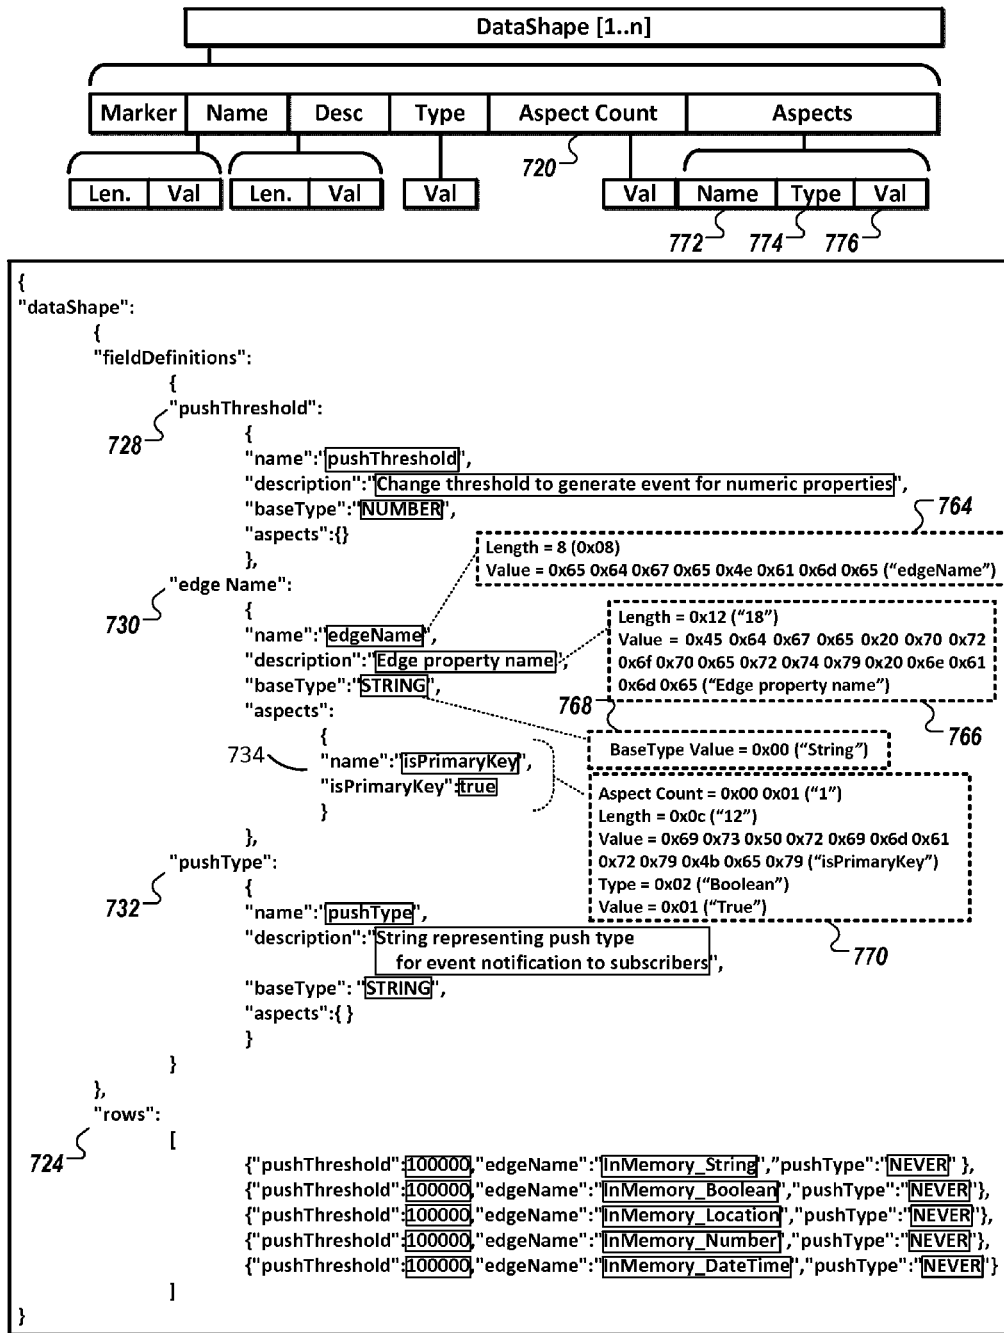 DataShape [1..n]
Marker Name Desc Type Aspect Count Aspects
720
Len. Val Len. Val Val Val Name Type Val
772 774 776
{
"dataShape":
{
"fieldDefinitions":
{
"pushThreshold":
728
{
"name":"pushThreshold",
"description":"Change threshold to generate event for numeric properties",
"baseType":"NUMBER",
764
"aspects":{}
},
Length = 8 (0x08)
Value = 0x65 0x64 0x67 0x65 0x4e 0x61 0x6d 0x65 ("edgeName")
"edge Name":
730
{
"name":"edgeName",
"description":"Edge property name",
"baseType":"STRING",
"aspects":
Length = 0x12 ("18")
Value = 0x45 0x64 0x67 0x65 0x20 0x70 0x72
0x6f 0x70 0x65 0x72 0x74 0x79 0x20 0x6e 0x61
0x6d 0x65 ("Edge property name")
768
766
BaseType Value = 0x00 ("String")
{
734
"name":"isPrimaryKey",
"isPrimaryKey":true
}
},
Aspect Count = 0x00 0x01 ("1")
Length = 0x0c ("12")
Value = 0x69 0x73 0x50 0x72 0x69 0x6d 0x61
0x72 0x79 0x4b 0x65 0x79 ("isPrimaryKey")
Type = 0x02 ("Boolean")
Value = 0x01 ("True")
770
"pushType":
732
{
"name":"pushType",
"description":"String representing push type
for event notification to subscribers",
"baseType": "STRING",
"aspects":{ }
}
}
},
"rows":
724
[
{"pushThreshold":100000,"edgeName":"InMemory_String","pushType":"NEVER" },
{"pushThreshold":100000,"edgeName":"InMemory_Boolean","pushType":"NEVER"},
{"pushThreshold":100000,"edgeName":"InMemory_Location","pushType":"NEVER"},
{"pushThreshold":100000,"edgeName":"InMemory_Number","pushType":"NEVER"},
{"pushThreshold":100000,"edgeName":"InMemory_DateTime","pushType":"NEVER"}
]
}